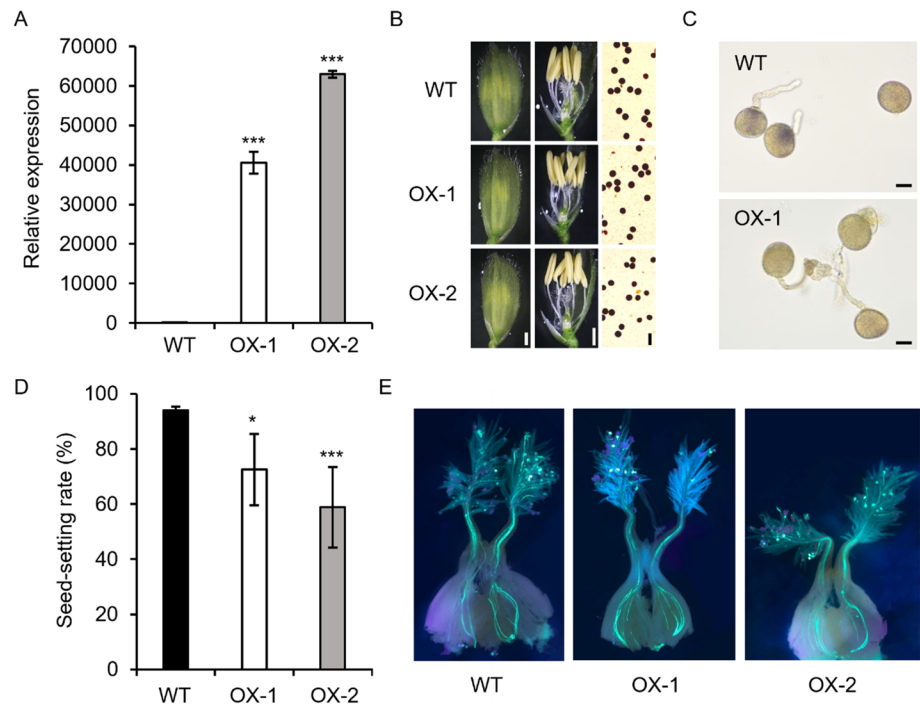 A
Relative expression
70000
60000
50000
40000
30000
20000
10000
0
***
***
WT
OX-1
OX-2
B
WT
OX-1
OX-2
C
WT
OX-1
D
Seed-setting rate (%)
100
80
60
40
20
0
*
***
WT
OX-1
OX-2
E
WT
OX-1
OX-2